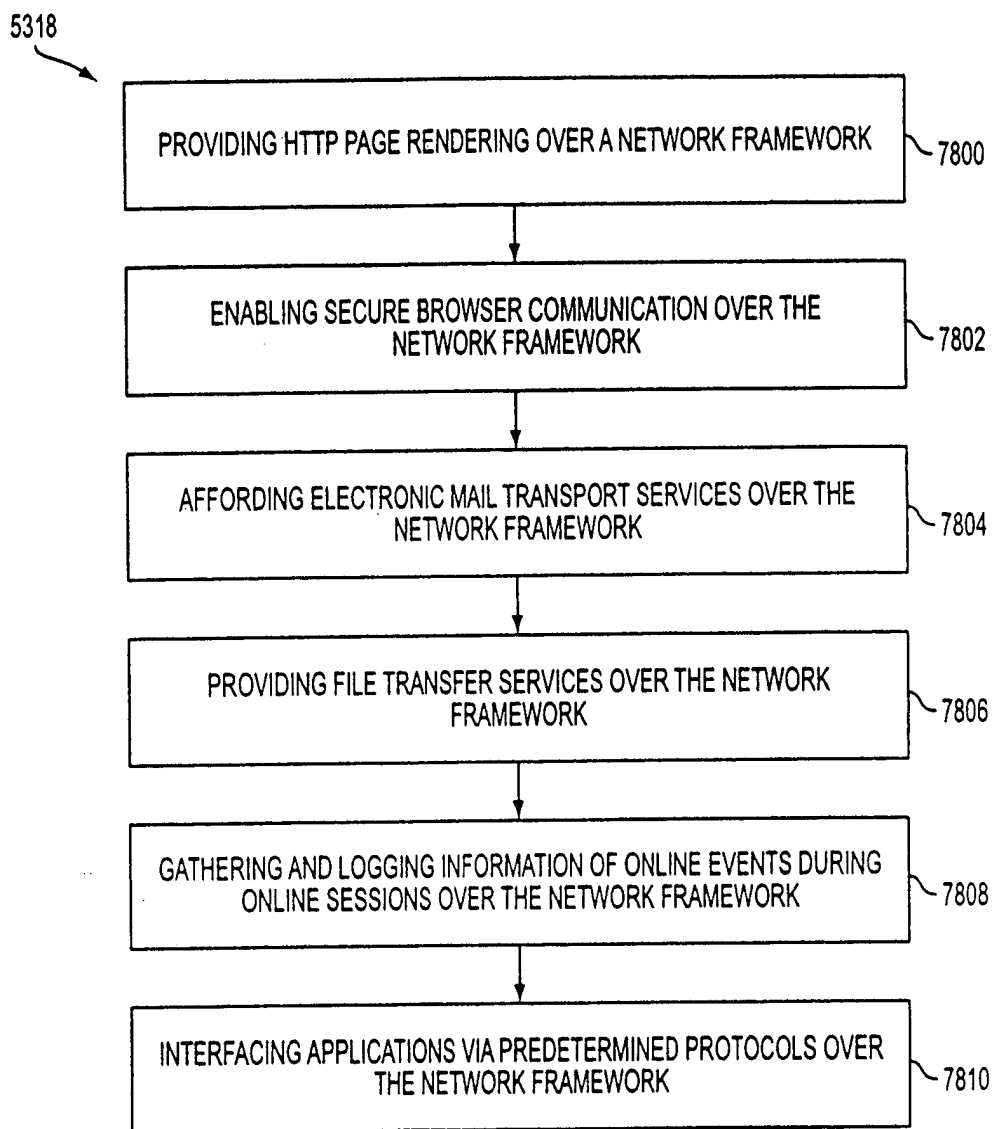 5318
PROVIDING HTTP PAGE RENDERING OVER A NETWORK FRAMEWORK
7800
ENABLING SECURE BROWSER COMMUNICATION OVER THE
NETWORK FRAMEWORK
7802
AFFORDING ELECTRONIC MAIL TRANSPORT SERVICES OVER THE
NETWORK FRAMEWORK
7804
PROVIDING FILE TRANSFER SERVICES OVER THE NETWORK
FRAMEWORK
7806
GATHERING AND LOGGING INFORMATION OF ONLINE EVENTS DURING
ONLINE SESSIONS OVER THE NETWORK FRAMEWORK
7808
INTERFACING APPLICATIONS VIA PREDETERMINED PROTOCOLS OVER
THE NETWORK FRAMEWORK
7810